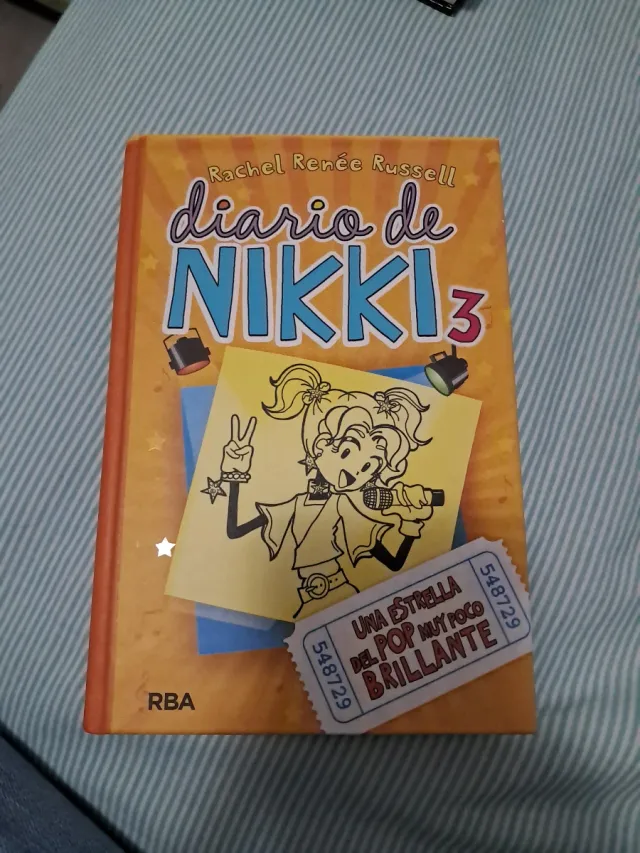 Rachel Renée Russell
diario de
NIKKI 3
548729
UNA ESTRELLA
DEL POP MUY POCO
BRILLANTE
548729
RBA